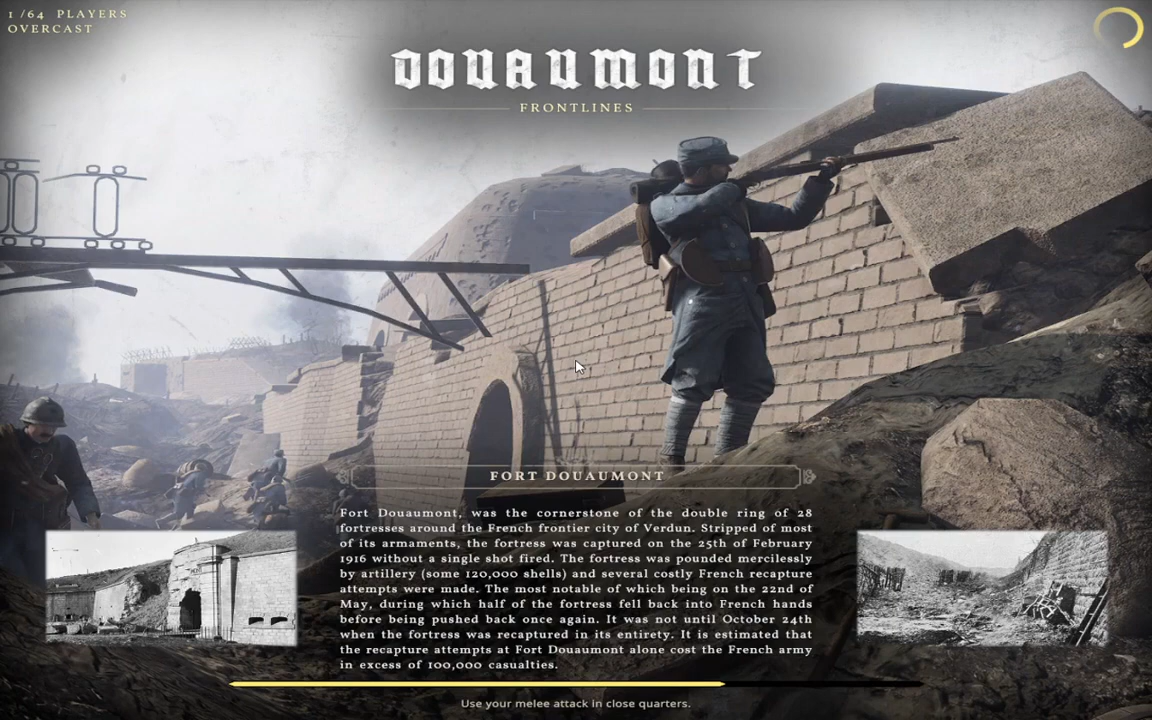 1 /64 PLAYERS
OVERCAST
DOUAUMONT
FRONTLINES
FORT DOUAUMONT
Fort Douaumont, was the cornerstone of the double ring of 28
fortresses around the French frontier city of Verdun. Stripped of most
of its armaments, the fortress was captured on the 25th of February
1916 without a single shot fired. The fortress was pounded mercilessly
by artillery (some 120,000 shells) and several costly French recapture
attempts were made. The most notable of which being on the 22nd of
May, during which half of the fortress fell back into French hands
before being pushed back once again. It was not until October 24th
when the fortress was recaptured in its entirety. It is estimated that
the recapture attempts at Fort Douaumont alone cost the French army
in excess of 100,000 casualties.
Use your melee attack in close quarters.